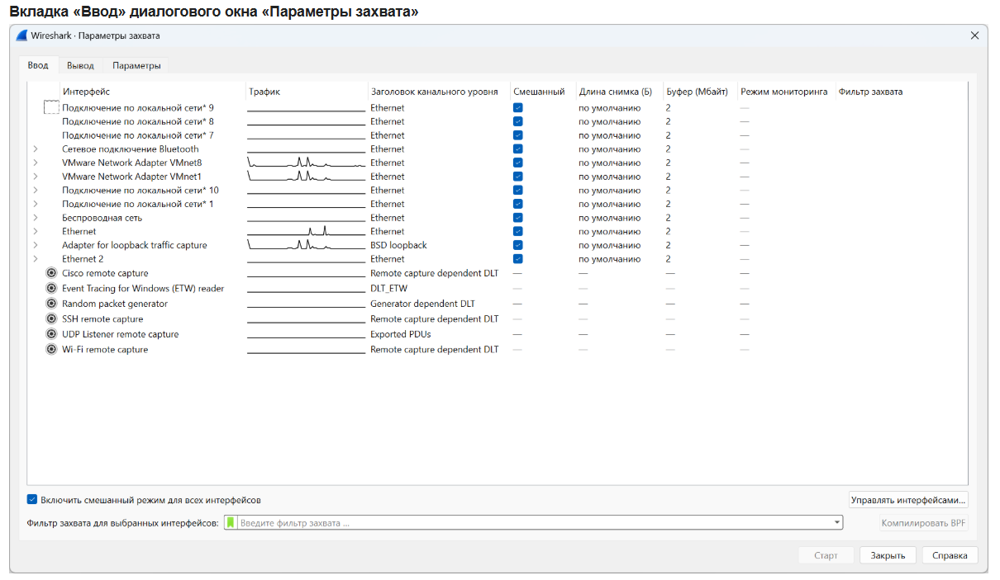 Вкладка «Ввод» диалогового окна «Параметры захвата»
Wireshark · Параметры захвата
Ввод Вывод Параметры
Интерфейс Трафик Заголовок канального уровня Смешанный Длина снимка (Б) Буфер (Мбайт) Режим мониторинга Фильтр захвата
Подключение по локальной сети* 9 Ethernet по умолчанию 2 —
Подключение по локальной сети* 8 Ethernet по умолчанию 2 —
Подключение по локальной сети* 7 Ethernet по умолчанию 2 —
Сетевое подключение Bluetooth Ethernet по умолчанию 2 —
VMware Network Adapter VMnet8 Ethernet по умолчанию 2 —
VMware Network Adapter VMnet1 Ethernet по умолчанию 2 —
Подключение по локальной сети* 10 Ethernet по умолчанию 2 —
Подключение по локальной сети* 1 Ethernet по умолчанию 2 —
Беспроводная сеть Ethernet по умолчанию 2 —
Ethernet Ethernet по умолчанию 2 —
Adapter for loopback traffic capture BSD loopback по умолчанию 2 —
Ethernet 2 Ethernet по умолчанию 2 —
Cisco remote capture Remote capture dependent DLT — — — —
Event Tracing for Windows (ETW) reader DLT_ETW — — — —
Random packet generator Generator dependent DLT — — — —
SSH remote capture Remote capture dependent DLT — — — —
UDP Listener remote capture Exported PDUs — — — —
Wi-Fi remote capture Remote capture dependent DLT — — — —
Включить смешанный режим для всех интерфейсов Управлять интерфейсами...
Фильтр захвата для выбранных интерфейсов: Введите фильтр захвата ... Компилировать BPF
Старт Закрыть Справка